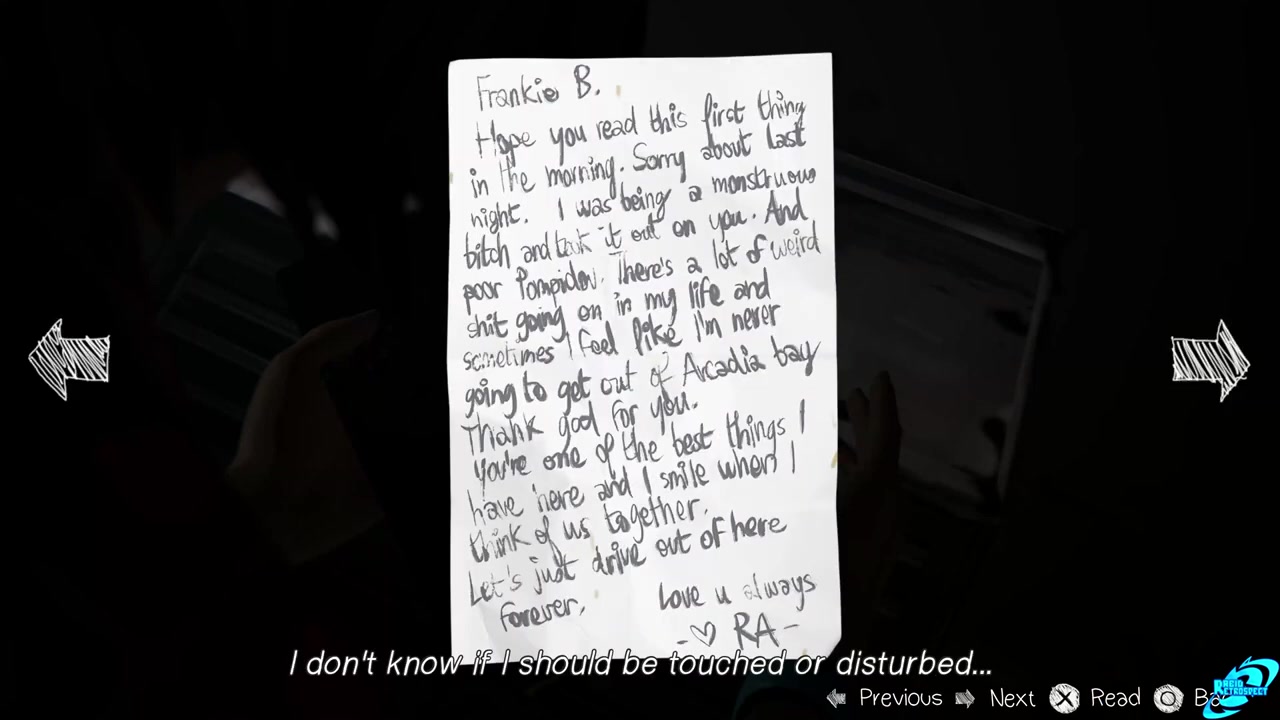 Frankie B.
Hope you read this first thing
in the morning. Sorry about last
night. I was being a monstruous
bitch and took it out on you. And
poor Pompidou. There's a lot of weird
shit going on in my life and
sometimes I feel like I'm never
going to get out of Arcadia bay
Thank god for you.
You're one of the best things I
have here and I smile when I
think of us together.
Let's just drive out of here
forever.
Love u always
-♡ RA-
I don't know if I should be touched or disturbed...
Previous Next X Read O Ba
RETROSPECT